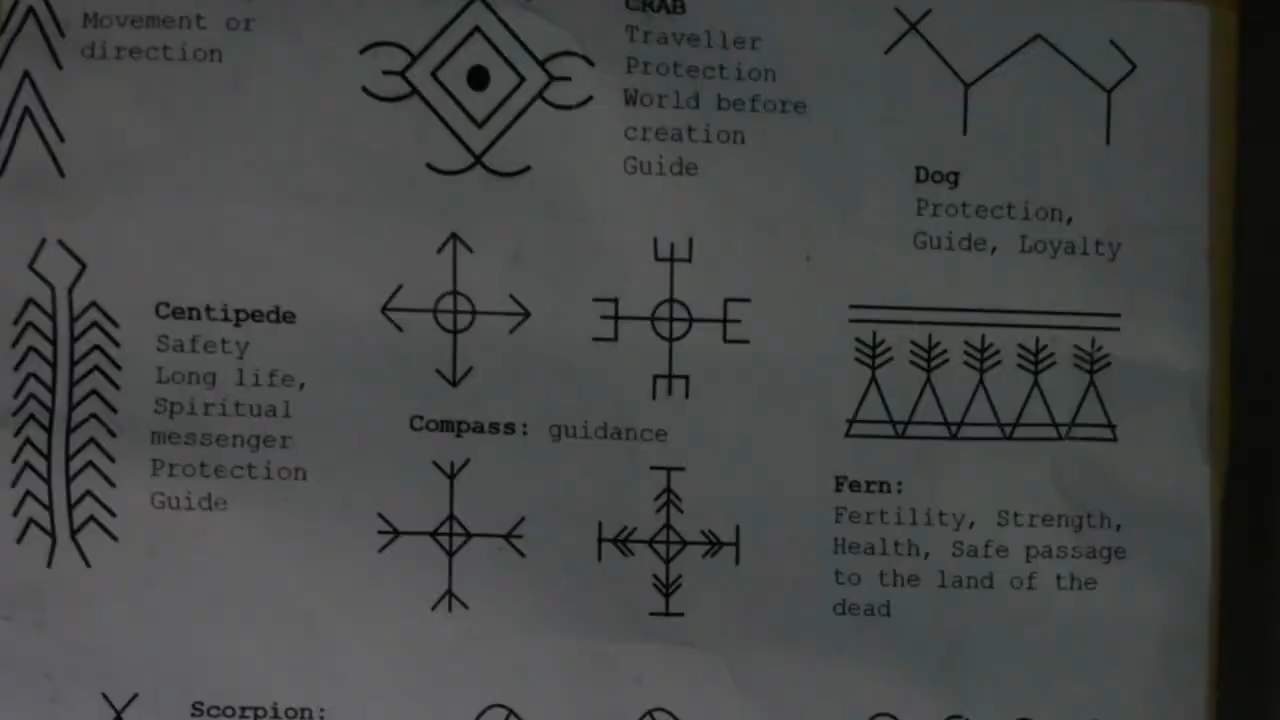 Movement or
direction
CRAB
Traveller
Protection
World before
creation
Guide
Dog
Protection,
Guide, Loyalty
Centipede
Safety
Long life,
Spiritual
messenger
Protection
Guide
Compass: guidance
Fern:
Fertility, Strength,
Health, Safe passage
to the land of the
dead
Scorpion: